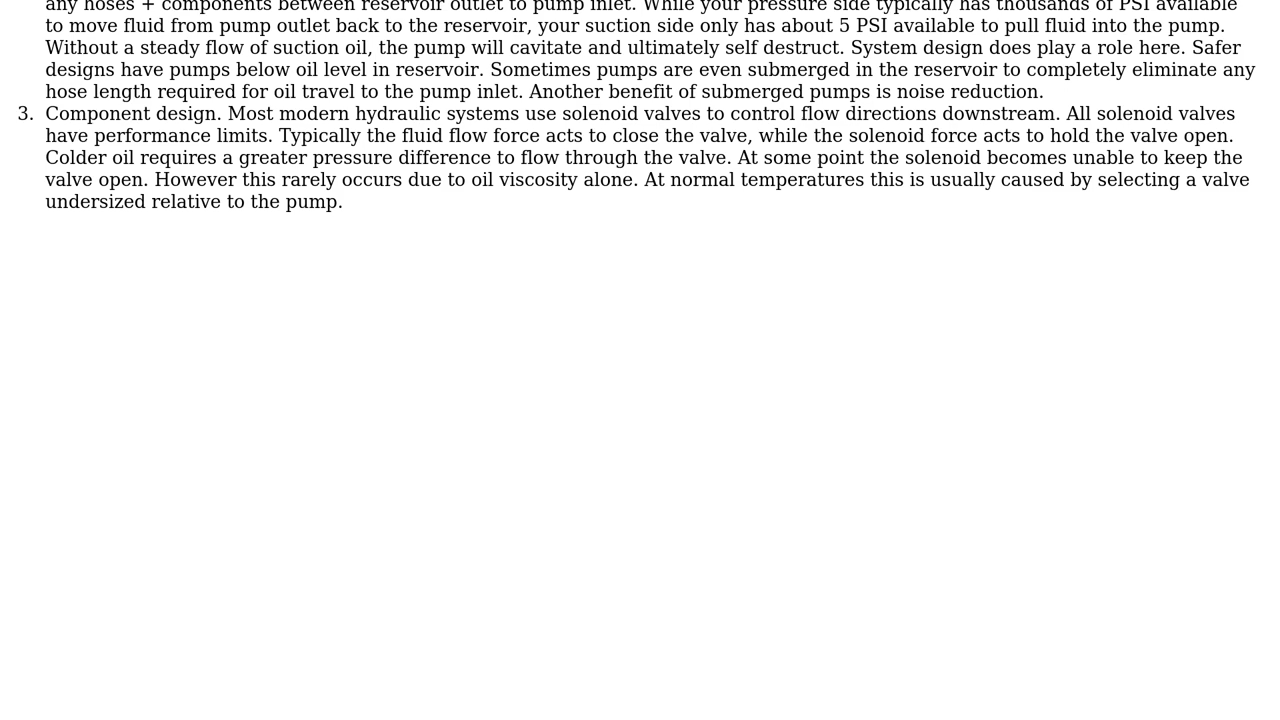 any hoses + components between reservoir outlet to pump inlet. While your pressure side typically has thousands of PSI available
to move fluid from pump outlet back to the reservoir, your suction side only has about 5 PSI available to pull fluid into the pump.
Without a steady flow of suction oil, the pump will cavitate and ultimately self destruct. System design does play a role here. Safer
designs have pumps below oil level in reservoir. Sometimes pumps are even submerged in the reservoir to completely eliminate any
hose length required for oil travel to the pump inlet. Another benefit of submerged pumps is noise reduction.
3. Component design. Most modern hydraulic systems use solenoid valves to control flow directions downstream. All solenoid valves
have performance limits. Typically the fluid flow force acts to close the valve, while the solenoid force acts to hold the valve open.
Colder oil requires a greater pressure difference to flow through the valve. At some point the solenoid becomes unable to keep the
valve open. However this rarely occurs due to oil viscosity alone. At normal temperatures this is usually caused by selecting a valve
undersized relative to the pump.